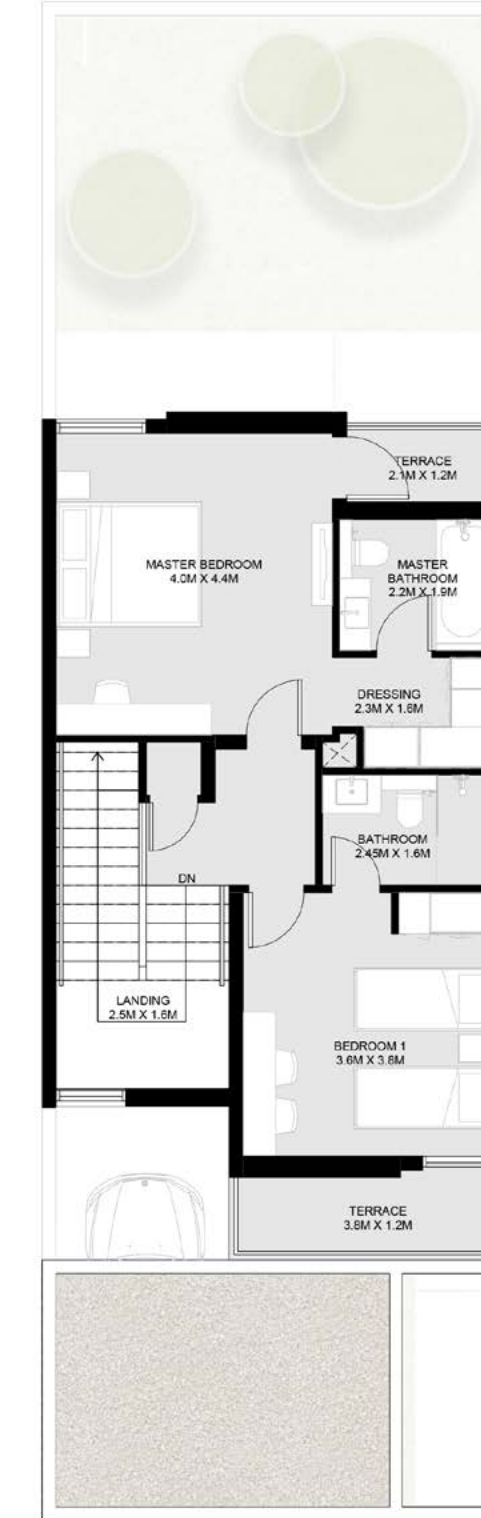 TERRACE
2.1M X 1.2M
MASTER BEDROOM
4.0M X 4.4M
MASTER
BATHROOM
2.2M X 1.9M
DRESSING
2.3M X 1.6M
BATHROOM
2.45M X 1.6M
DN
LANDING
2.5M X 1.6M
BEDROOM 1
3.6M X 3.8M
TERRACE
3.8M X 1.2M